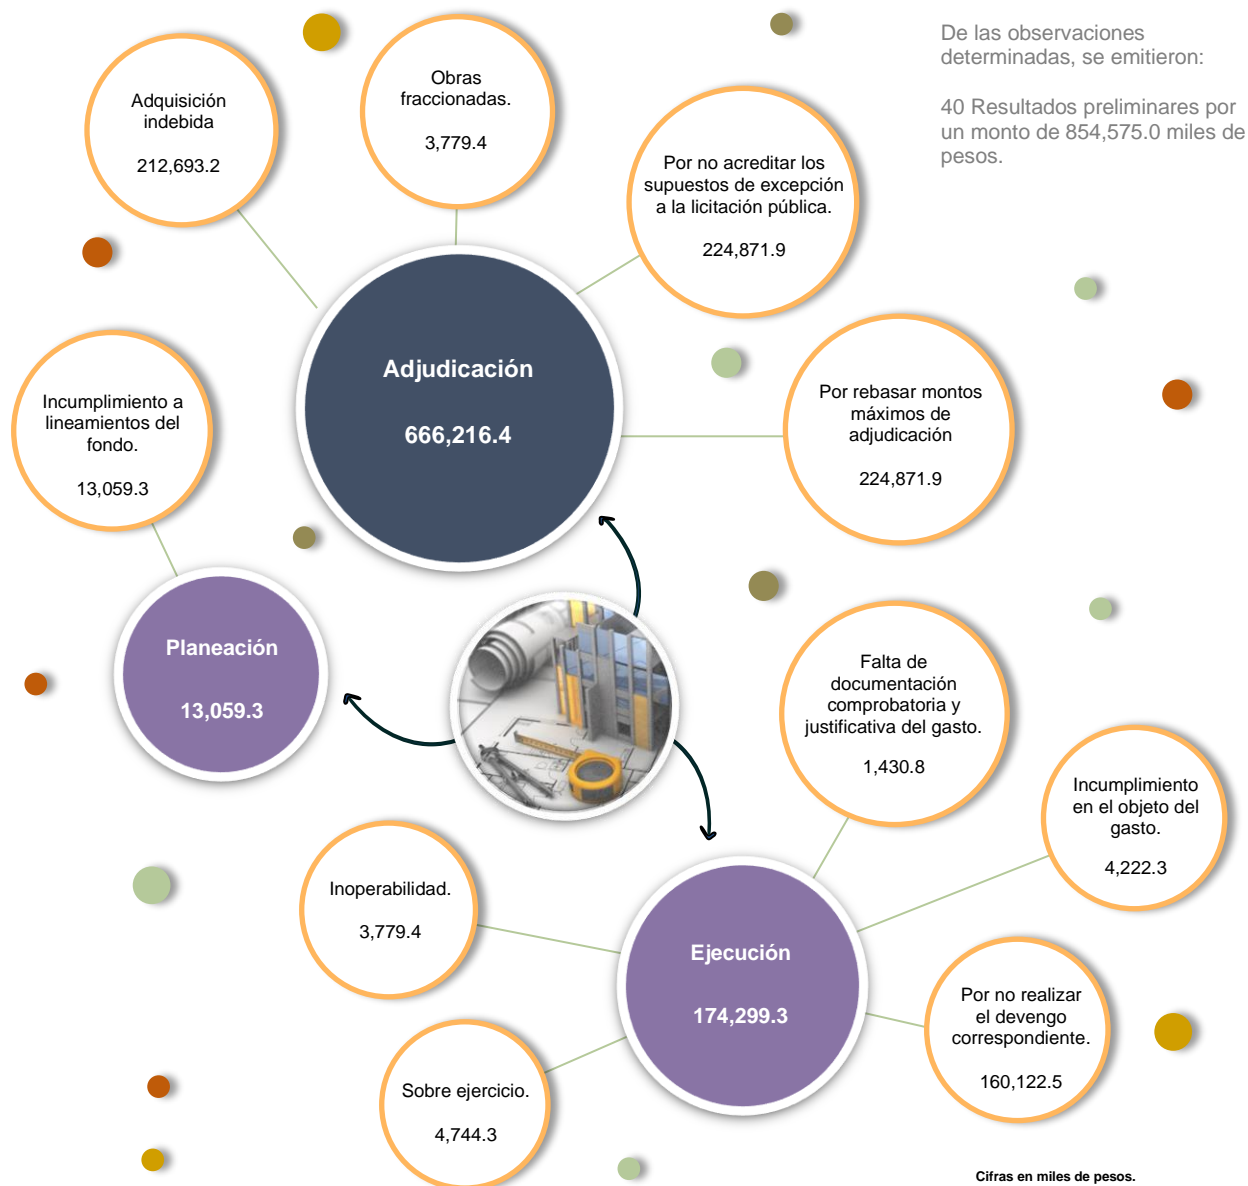 De las observaciones
determinadas, se emitieron:
40 Resultados preliminares por
un monto de 854,575.0 miles de
pesos.
Adquisición
indebida
212,693.2
Obras
fraccionadas.
3,779.4
Por no acreditar los
supuestos de excepción
a la licitación pública.
224,871.9
Adjudicación
666,216.4
Por rebasar montos
máximos de
adjudicación
224,871.9
Incumplimiento a
lineamientos del
fondo.
13,059.3
Planeación
13,059.3
Falta de
documentación
comprobatoria y
justificativa del gasto.
1,430.8
Incumplimiento
en el objeto del
gasto.
4,222.3
Inoperabilidad.
3,779.4
Ejecución
174,299.3
Por no realizar
el devengo
correspondiente.
160,122.5
Sobre ejercicio.
4,744.3
Cifras en miles de pesos.